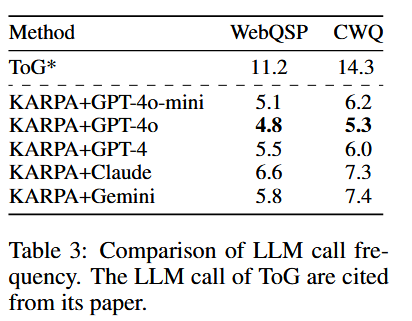 Method WebQSP CWQ
ToG* 11.2 14.3
KARPA+GPT-4o-mini 5.1 6.2
KARPA+GPT-4o 4.8 5.3
KARPA+GPT-4 5.5 6.0
KARPA+Claude 6.6 7.3
KARPA+Gemini 5.8 7.4
Table 3: Comparison of LLM call fre-
quency. The LLM call of ToG are cited
from its paper.